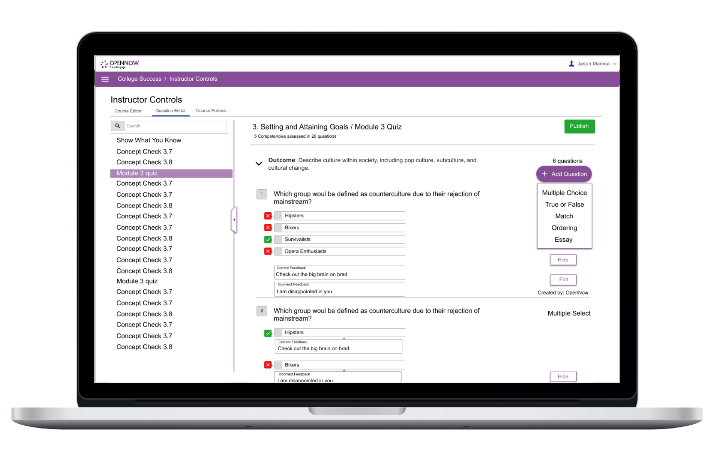 OPENNOW
Jason Mamoa
College Success / Instructor Controls
Instructor Controls
Course Editor Question Editor Course Policies
Search
Show What You Know
Concept Check 3.7
Concept Check 3.8
Module 3 quiz
Concept Check 3.7
Concept Check 3.7
Concept Check 3.8
Concept Check 3.7
Concept Check 3.7
Concept Check 3.8
Concept Check 3.7
Concept Check 3.7
Concept Check 3.8
Module 3 quiz
Concept Check 3.7
Concept Check 3.7
Concept Check 3.8
Concept Check 3.7
Concept Check 3.7
Concept Check 3.8
3. Setting and Attaining Goals / Module 3 Quiz
5 Competencies assessed in 26 questions
Publish
Outcome: Describe culture within society, including pop culture, subculture, and
cultural change.
6 questions
+ Add Question
Multiple Choice
True or False
Match
Ordering
Essay
Hide
Edit
Created by: OpenNow
1
Which group woul be defined as counterculture due to their rejection of
mainstream?
Hipsters
Bikers
Survivalists
Opera Enthusiasts
Correct Feedback
Check out the big brain on brad
Incorrect Feedback
I am disappointed in you
2
Which group woul be defined as counterculture due to their rejection of
mainstream?
Multiple Select
Hipsters
Correct Feedback
Check out the big brain on brad
Bikers
Incorrect Feedback
I am disappointed in you
Hide